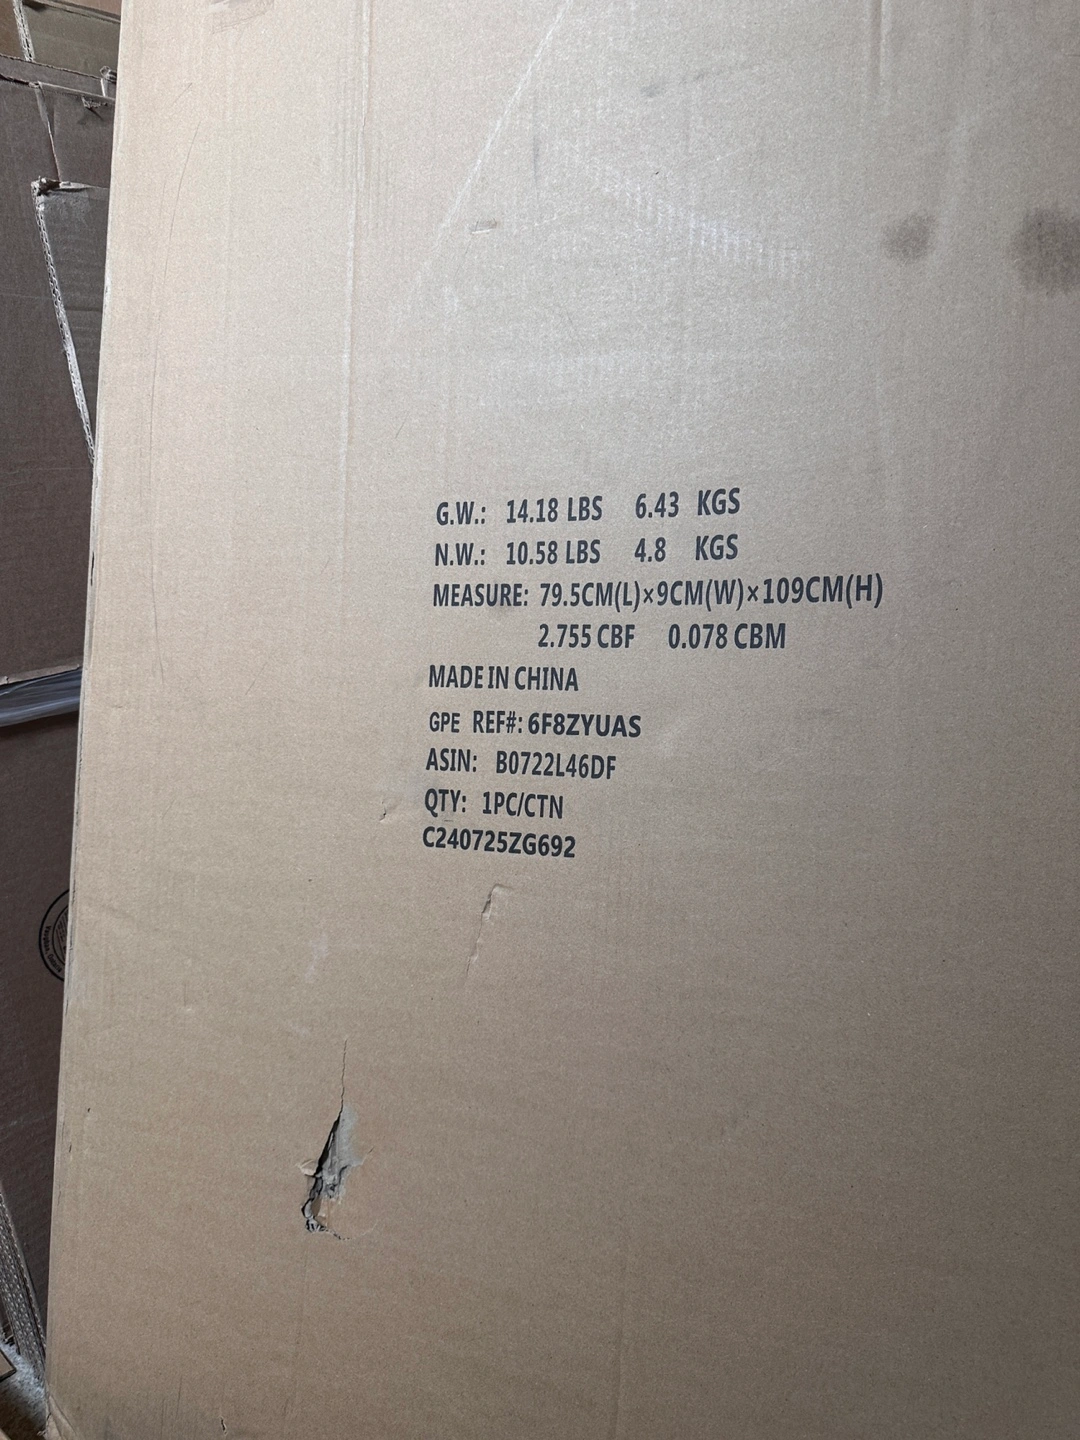 G.W.: 14.18 LBS 6.43 KGS
N.W.: 10.58 LBS 4.8 KGS
MEASURE: 79.5CM(L)×9CM(W)×109CM(H)
2.755 CBF 0.078 CBM
MADE IN CHINA
GPE REF#: 6F8ZYUAS
ASIN: B0722L46DF
QTY: 1PC/CTN
C240725ZG692